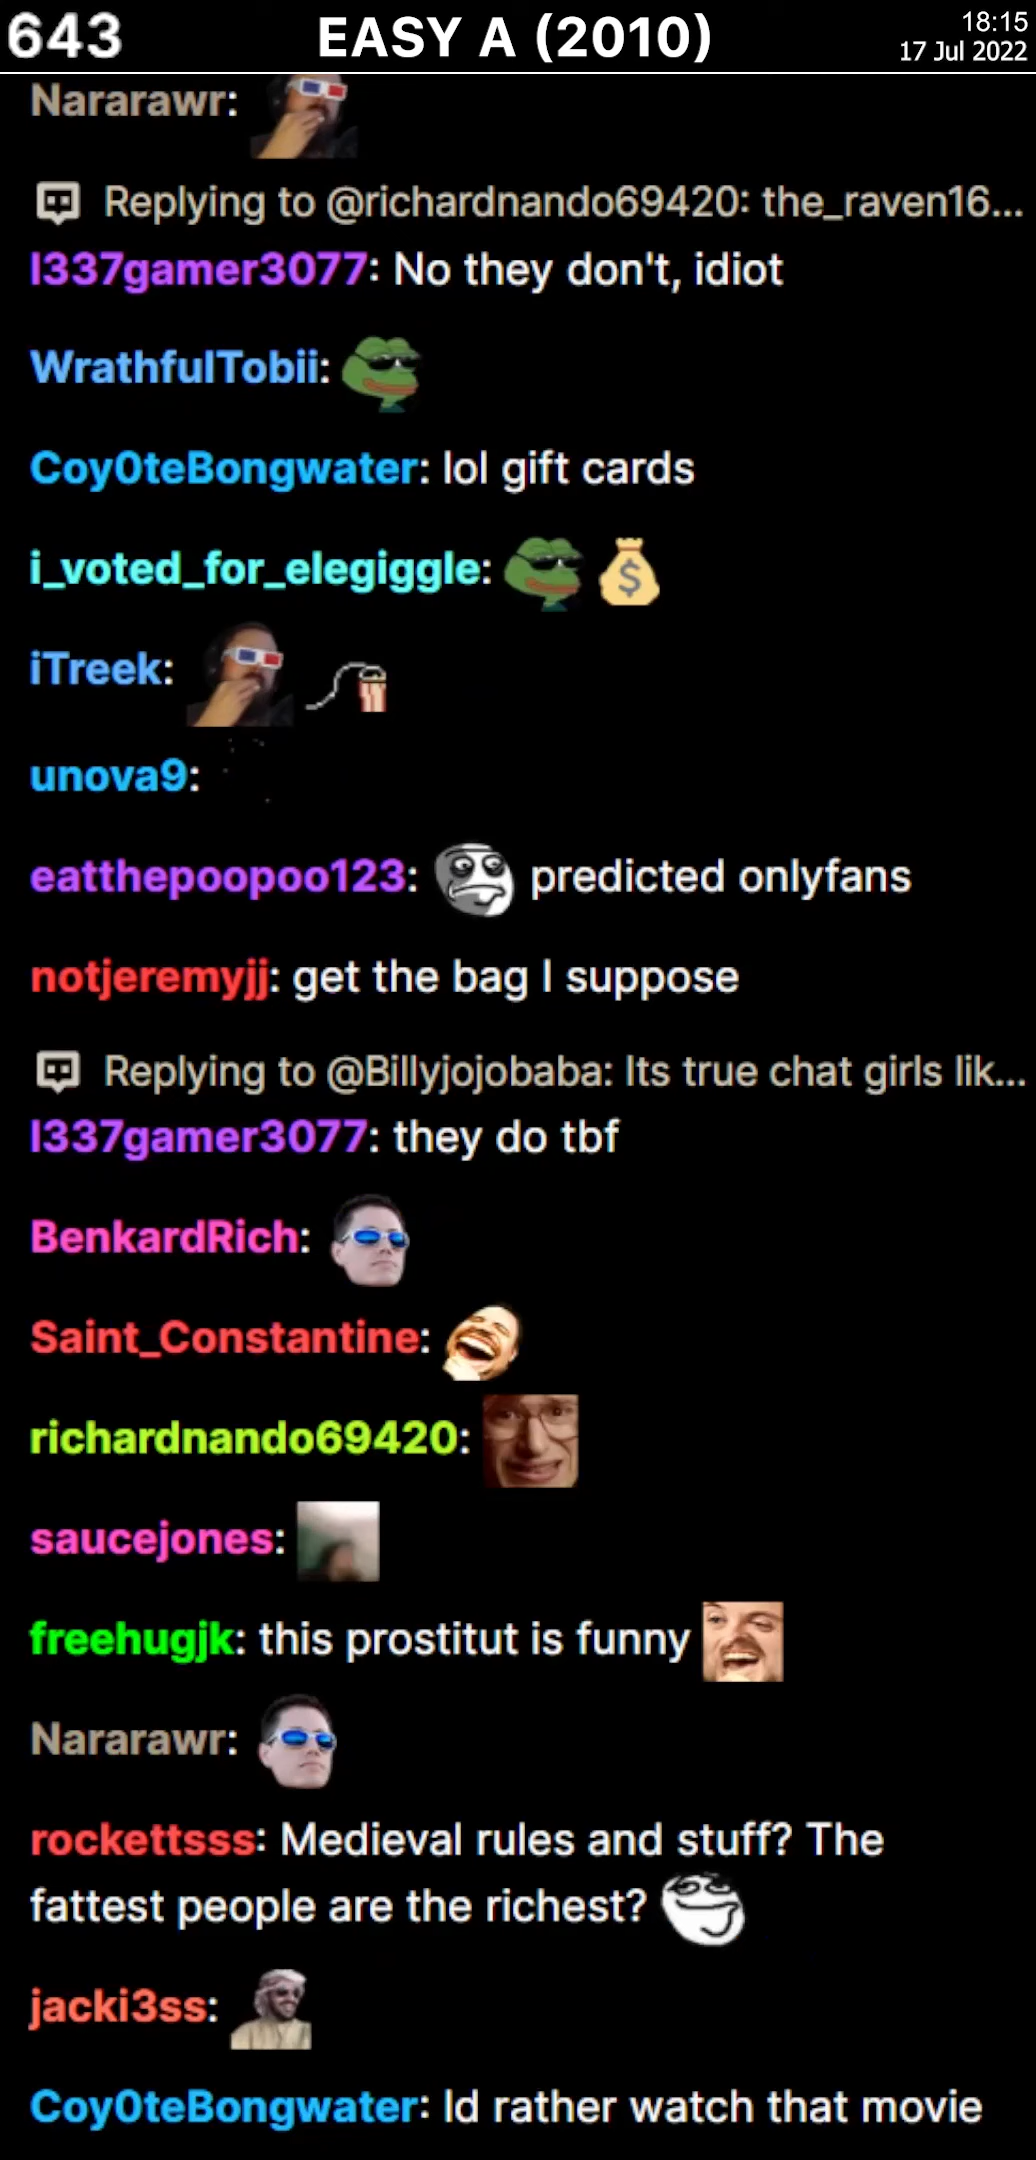 643
EASY A (2010)
18:15
17 Jul 2022
Nararawr:
Replying to @richardnando69420: the_raven16...
l337gamer3077: No they don't, idiot
WrathfulTobii:
Coy0teBongwater: lol gift cards
i_voted_for_elegiggle:
iTreek:
unova9:
eatthepoopoo123: predicted onlyfans
notjeremyjj: get the bag I suppose
Replying to @Billyjojobaba: Its true chat girls lik...
l337gamer3077: they do tbf
BenkardRich:
Saint_Constantine:
richardnando69420:
saucejones:
freehugjk: this prostitut is funny
Nararawr:
rockettsss: Medieval rules and stuff? The
fattest people are the richest?
jacki3ss:
Coy0teBongwater: Id rather watch that movie